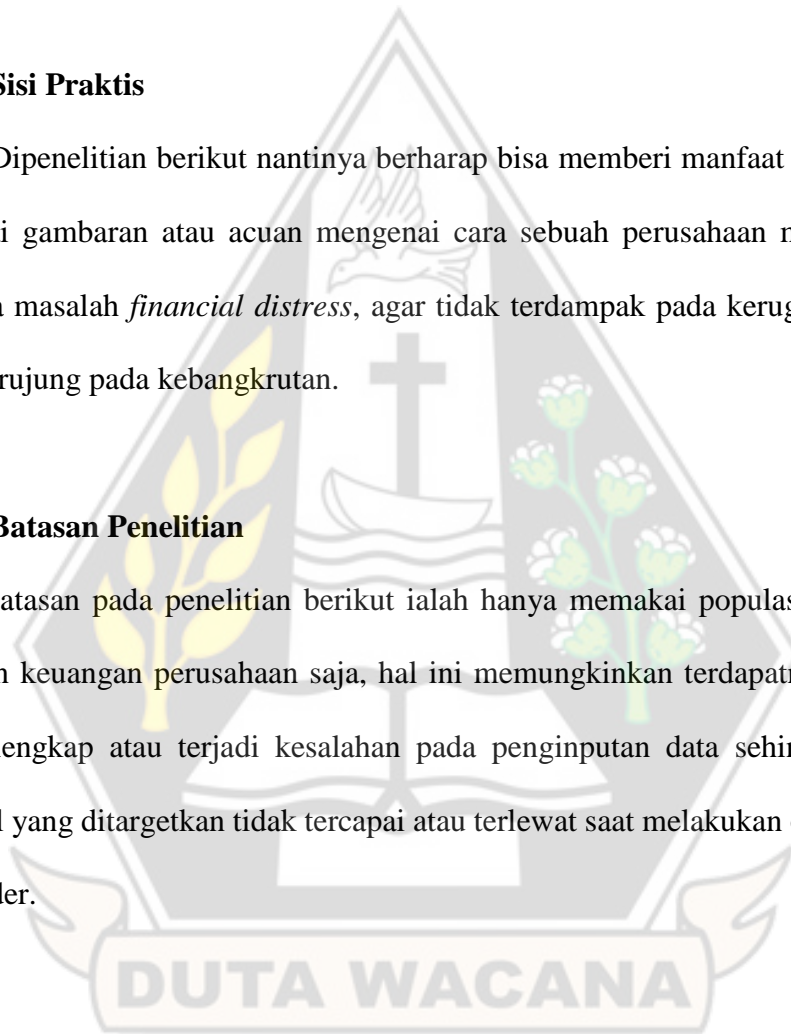 Sisi Praktis
Dipenelitian berikut nantinya berharap bisa memberi manfaat
i gambaran atau acuan mengenai cara sebuah perusahaan
masalah financial distress, agar tidak terdampak pada kerug
rujung pada kebangkrutan.
Batasan Penelitian
atasan pada penelitian berikut ialah hanya memakai populas
n keuangan perusahaan saja, hal ini memungkinkan terdapatn
lengkap atau terjadi kesalahan pada penginputan data sehin
l yang ditargetkan tidak tercapai atau terlewat saat melakukan
der.
DUTA WACANA